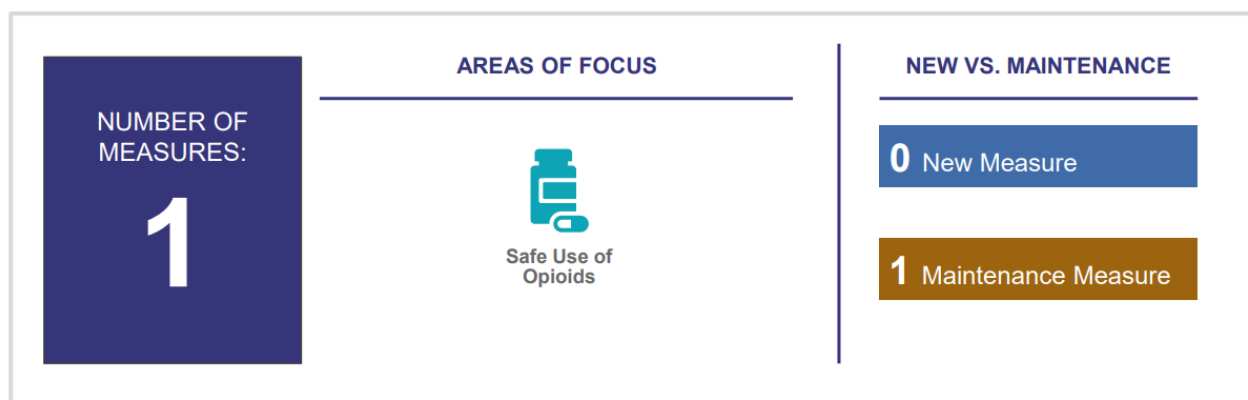 NUMBER OF
MEASURES:
1
AREAS OF FOCUS
Safe Use of
Opioids
NEW VS. MAINTENANCE
0 New Measure
1 Maintenance Measure